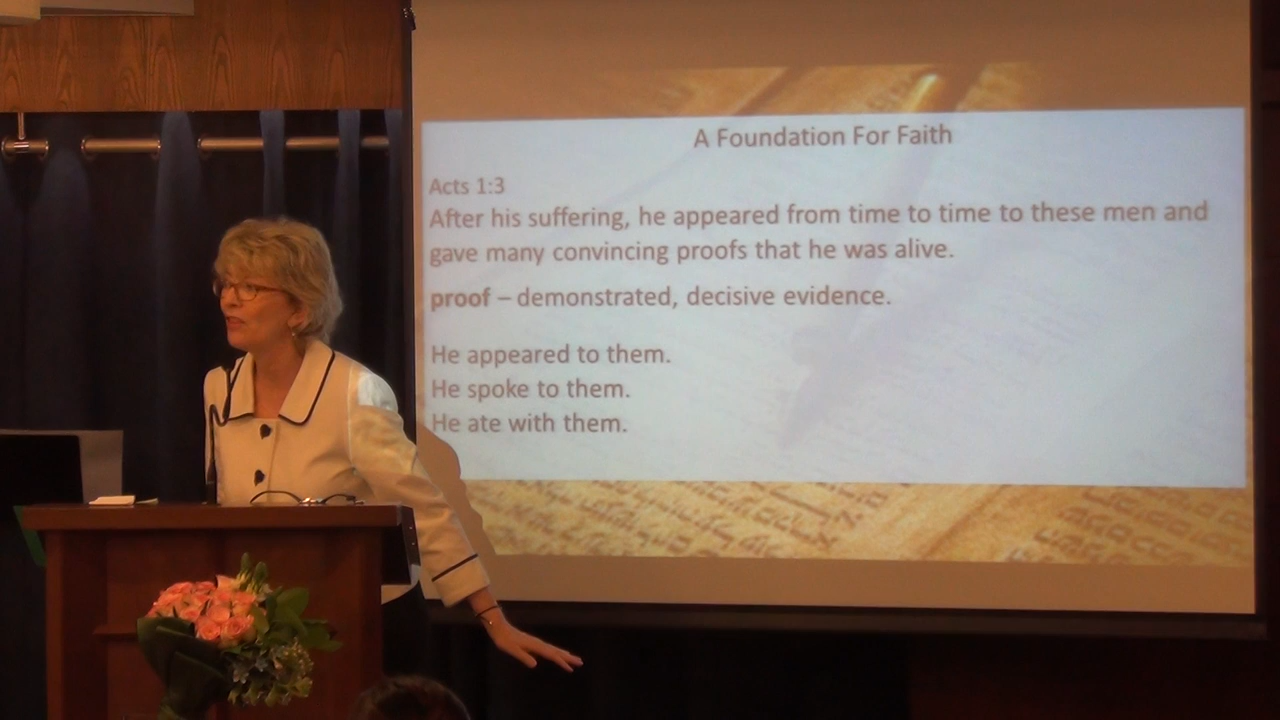 A Foundation For Faith
Acts 1:3
After his suffering, he appeared from time to time to these men and
gave many convincing proofs that he was alive.
proof – demonstrated, decisive evidence.
He appeared to them.
He spoke to them.
He ate with them.